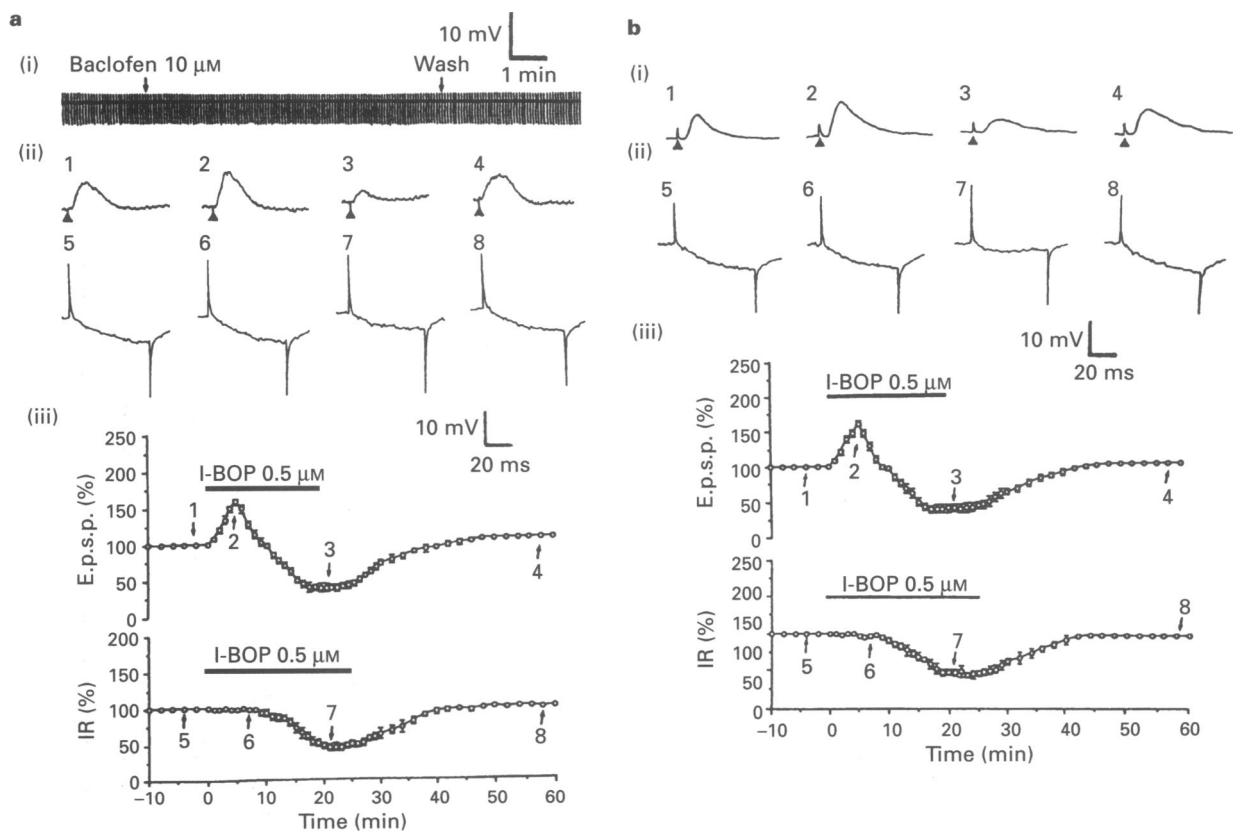 a
10 mV
1 min
(i)
Baclofen 10 μM
Wash
(ii)
1 2 3 4
5 6 7 8
10 mV
20 ms
(iii)
250
200
150
100
50
0
E.p.s.p. (%)
I-BOP 0.5 μM
1
2
3
4
200
150
100
50
0
IR (%)
I-BOP 0.5 μM
5
6
7
8
−10 0 10 20 30 40 50 60
Time (min)
b
(i)
1 2 3 4
(ii)
5 6 7 8
10 mV
20 ms
(iii)
250
200
150
100
50
0
E.p.s.p. (%)
I-BOP 0.5 μM
1
2
3
4
250
200
150
100
50
0
IR (%)
I-BOP 0.5 μM
5
6
7
8
−10 0 10 20 30 40 50 60
Time (min)